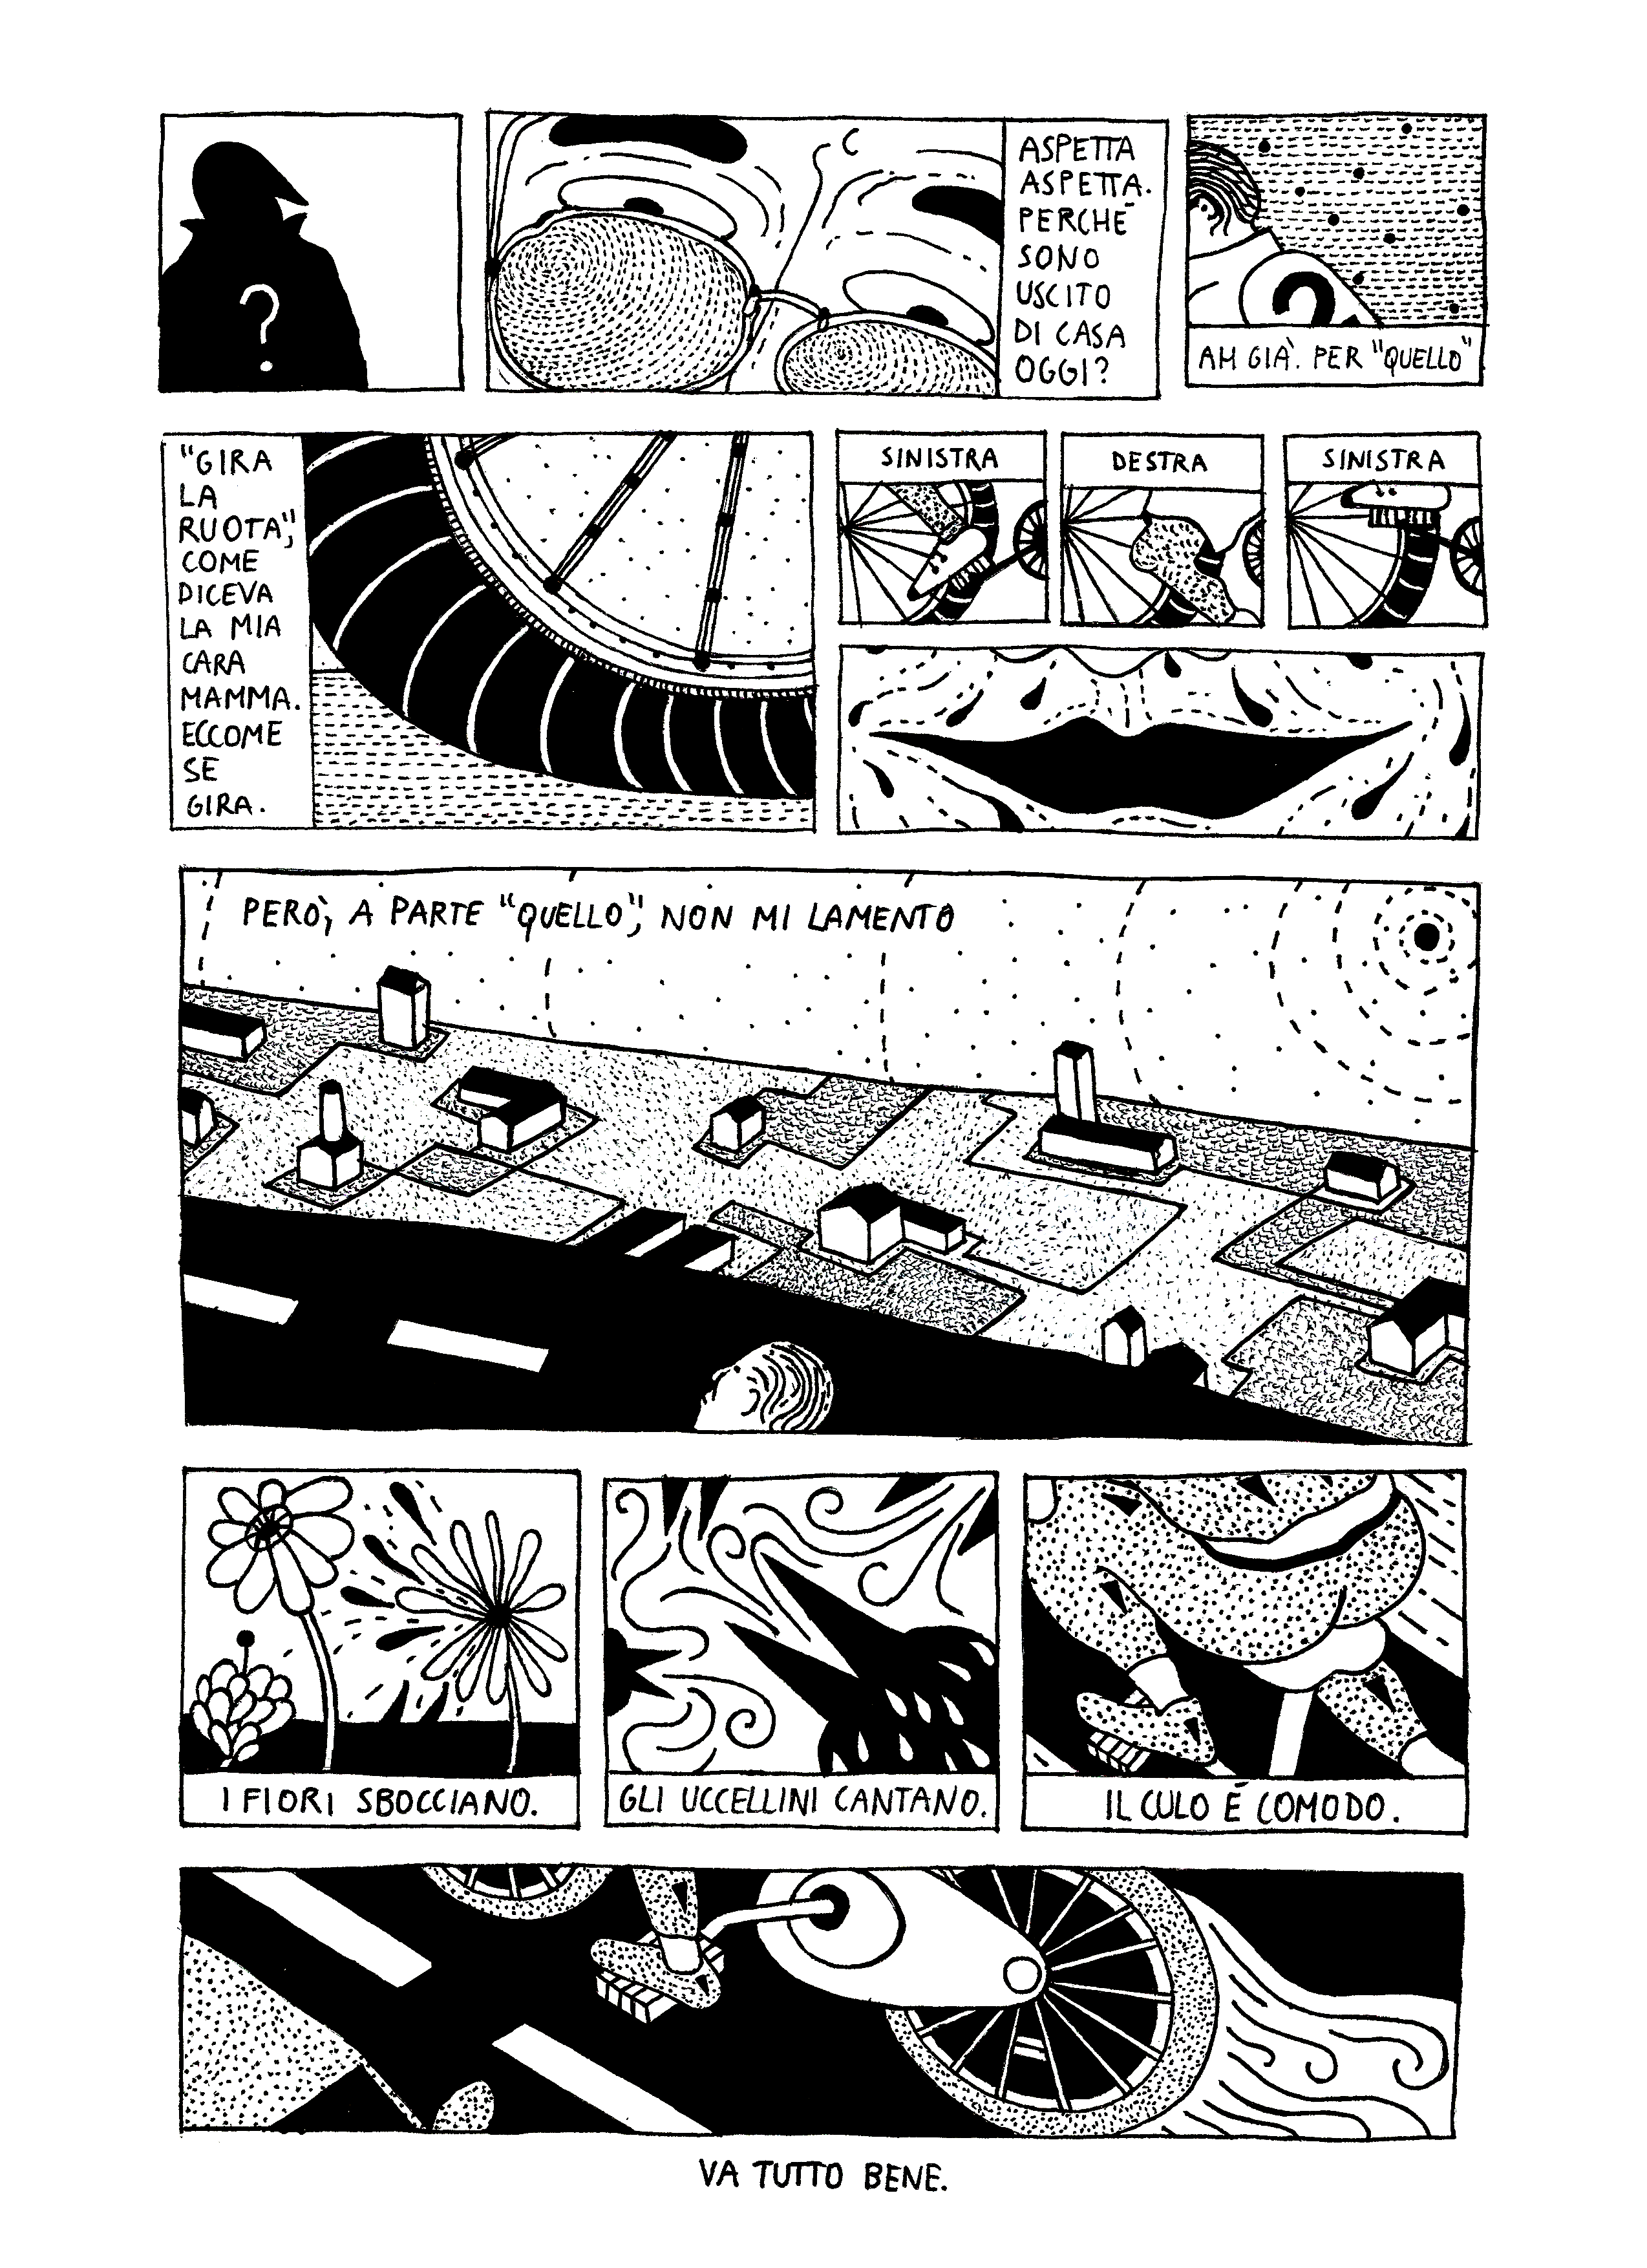 ?
ASPETTA
ASPETTA.
PERCHÉ
SONO
USCITO
DI CASA
OGGI?
?
AH GIÀ. PER "QUELLO"
"GIRA
LA
RUOTA",
COME
DICEVA
LA MIA
CARA
MAMMA.
ECCOME
SE
GIRA.
SINISTRA
DESTRA
SINISTRA
PERÒ, A PARTE "QUELLO", NON MI LAMENTO
I FIORI SBOCCIANO.
GLI UCCELLINI CANTANO.
IL CULO É COMODO.
VA TUTTO BENE.